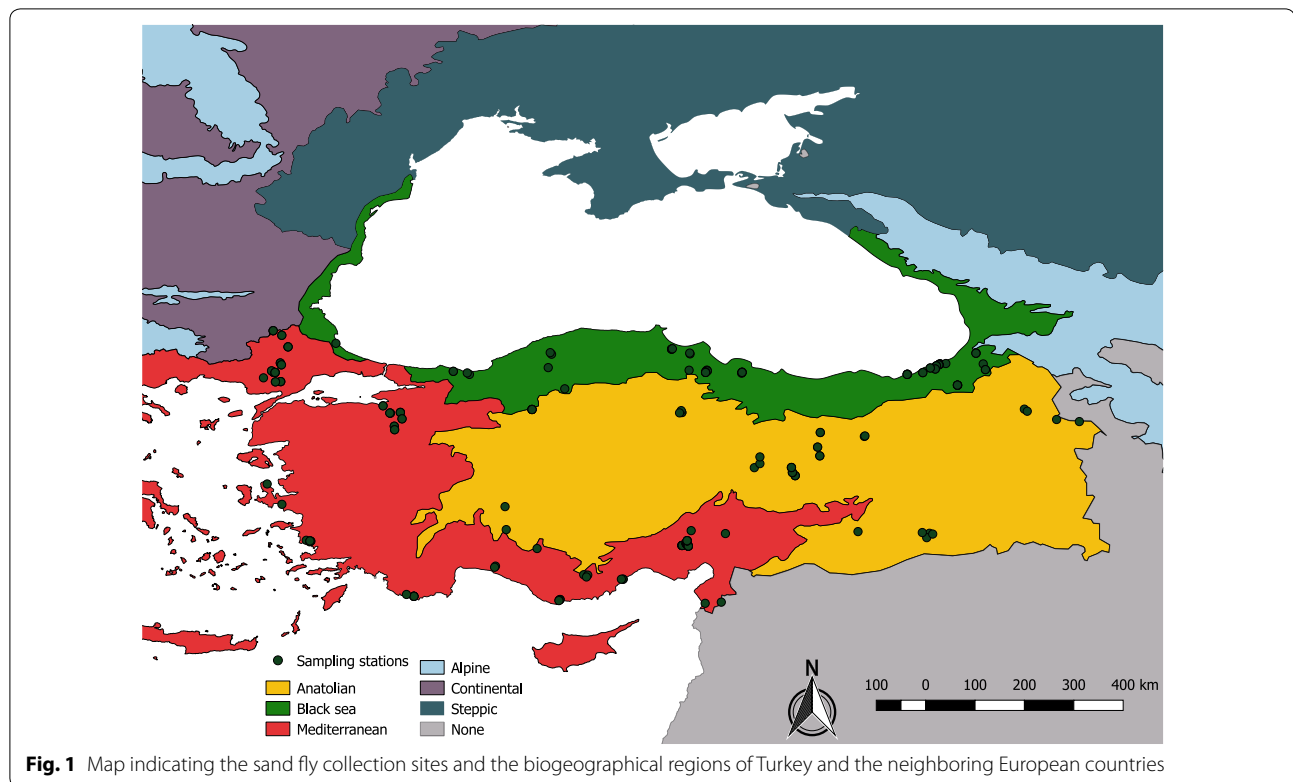 Sampling stations
Anatolian
Black sea
Mediterranean
Alpine
Continental
Steppic
None
N
100 0 100 200 300 400 km
Fig. 1 Map indicating the sand fly collection sites and the biogeographical regions of Turkey and the neighboring European countries